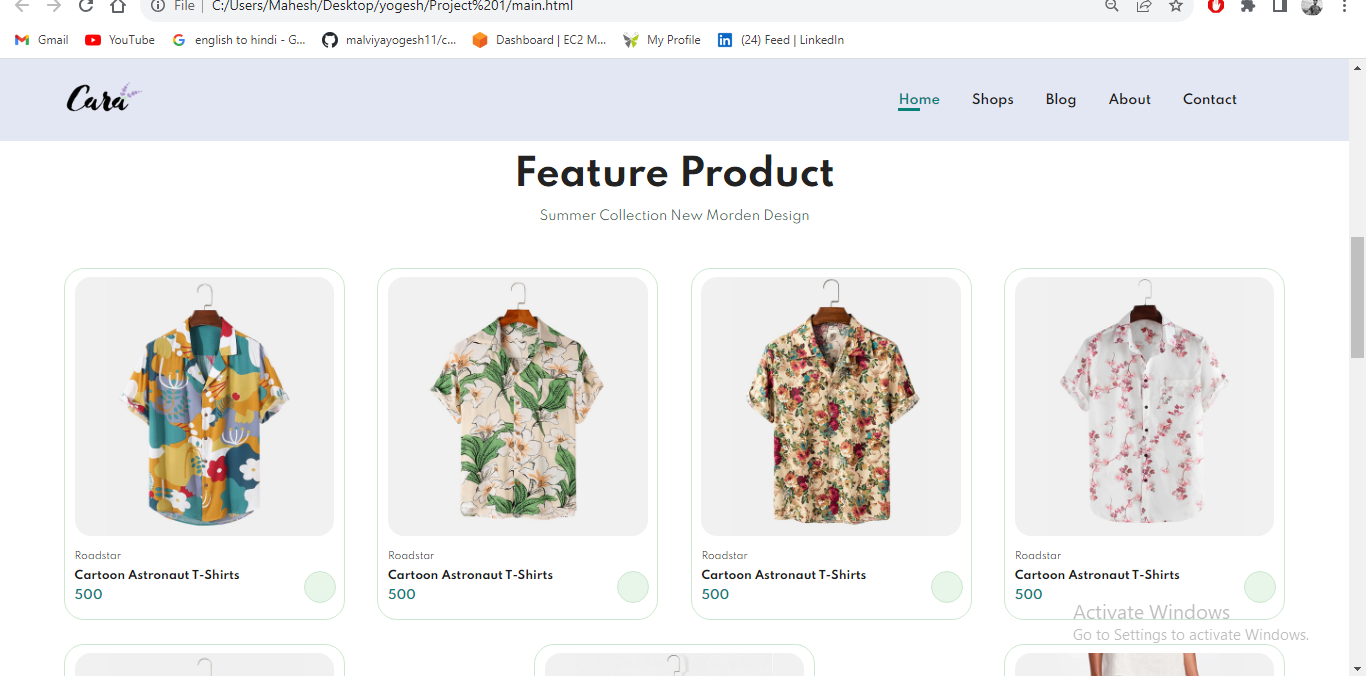 File | C:/Users/Mahesh/Desktop/yogesh/Project%201/main.html
Gmail YouTube english to hindi - G... malviyayogesh11/c... Dashboard | EC2 M... My Profile (24) Feed | LinkedIn
Cara Home Shops Blog About Contact
Feature Product
Summer Collection New Morden Design
Roadstar Roadstar Roadstar Roadstar
Cartoon Astronaut T-Shirts Cartoon Astronaut T-Shirts Cartoon Astronaut T-Shirts Cartoon Astronaut T-Shirts
500 500 500 500
Activate Windows
Go to Settings to activate Windows.